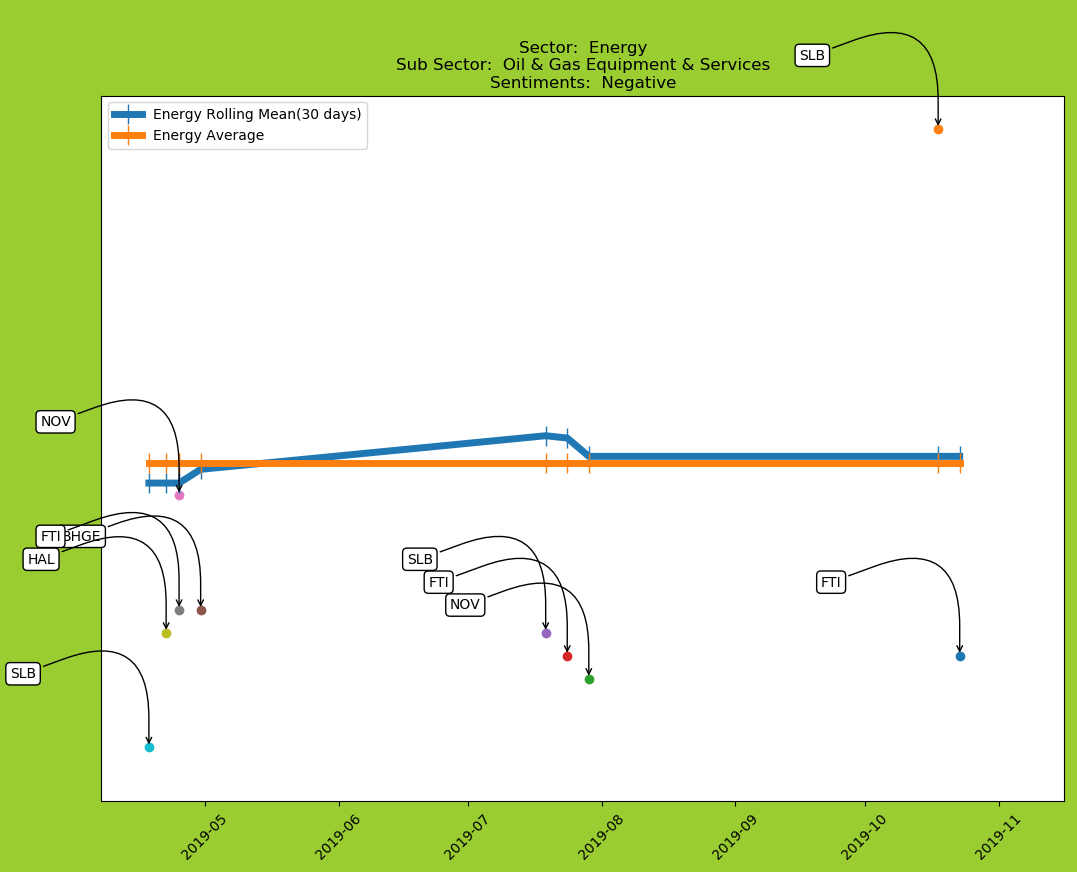 Sector:  Energy
Sub Sector:  Oil & Gas Equipment & Services
Sentiments:  Negative
SLB
Energy Rolling Mean(30 days)
Energy Average
NOV
FTI
BHGE
HAL
SLB
SLB
FTI
NOV
FTI
2019-05
2019-06
2019-07
2019-08
2019-09
2019-10
2019-11